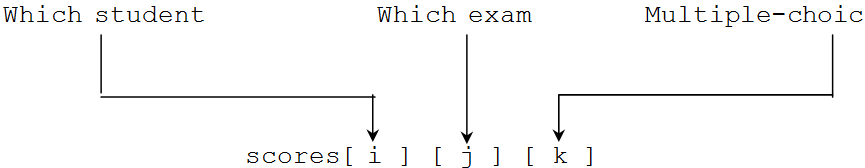 Which student Which exam Multiple-choic
scores[ i ] [ j ] [ k ]